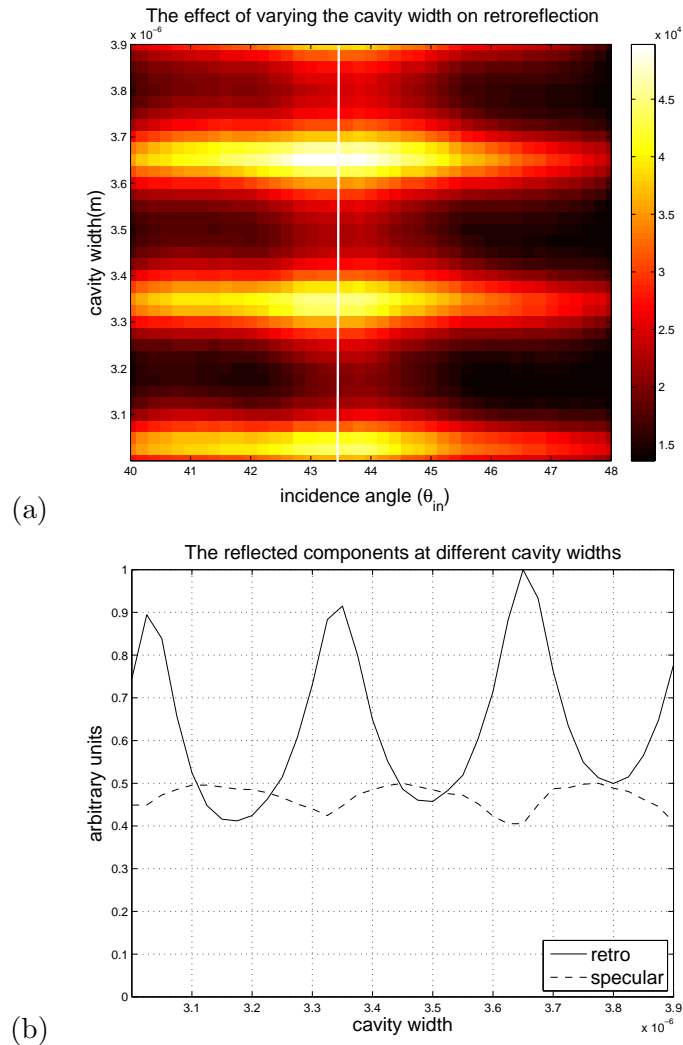 The effect of varying the cavity width on retroreflection
x 10⁻⁶
x 10⁴
3.9
3.8
3.7
3.6
3.5
3.4
3.3
3.2
3.1
cavity width(m)
40 41 42 43 44 45 46 47 48
incidence angle (θin)
4.5
4
3.5
3
2.5
2
1.5
(a)
The reflected components at different cavity widths
1
0.9
0.8
0.7
0.6
0.5
0.4
0.3
0.2
0.1
0
arbitrary units
retro
specular
3.1 3.2 3.3 3.4 3.5 3.6 3.7 3.8 3.9
x 10⁻⁶
cavity width
(b)